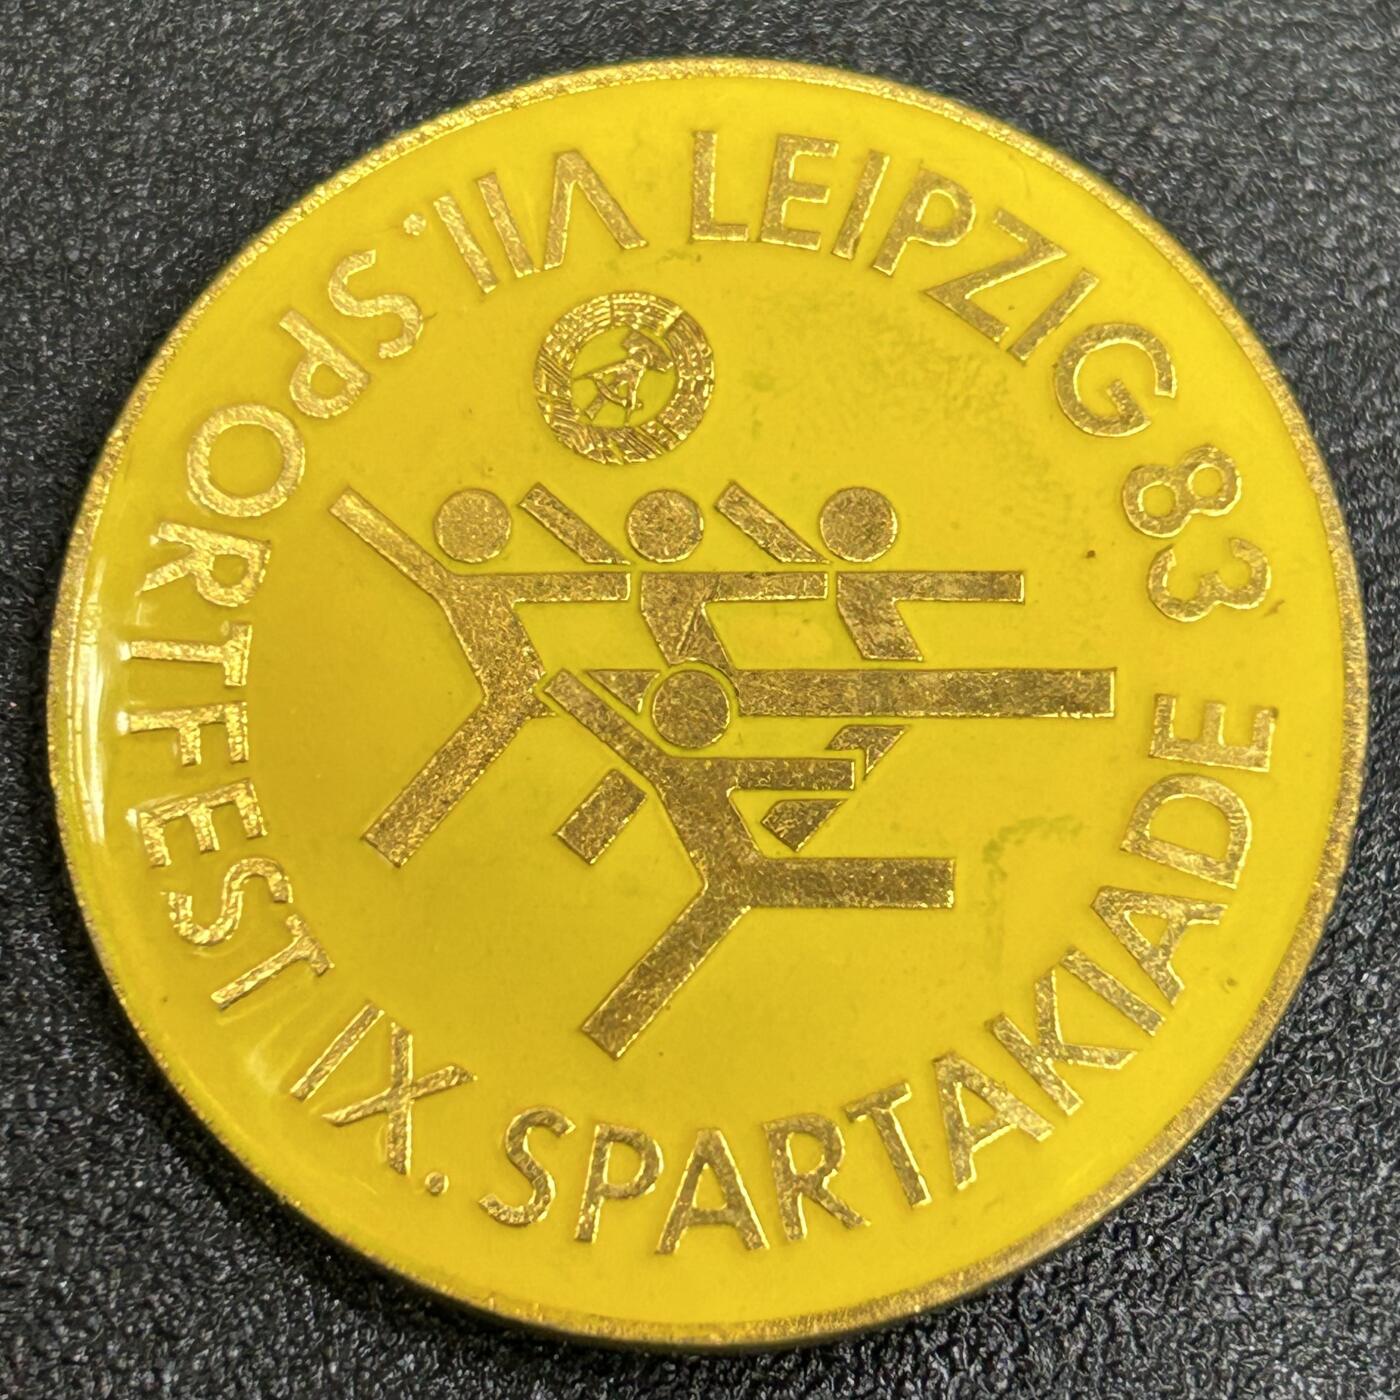 VII. SPORTFEST IX. SPARTAKIADE
LEIPZIG 83